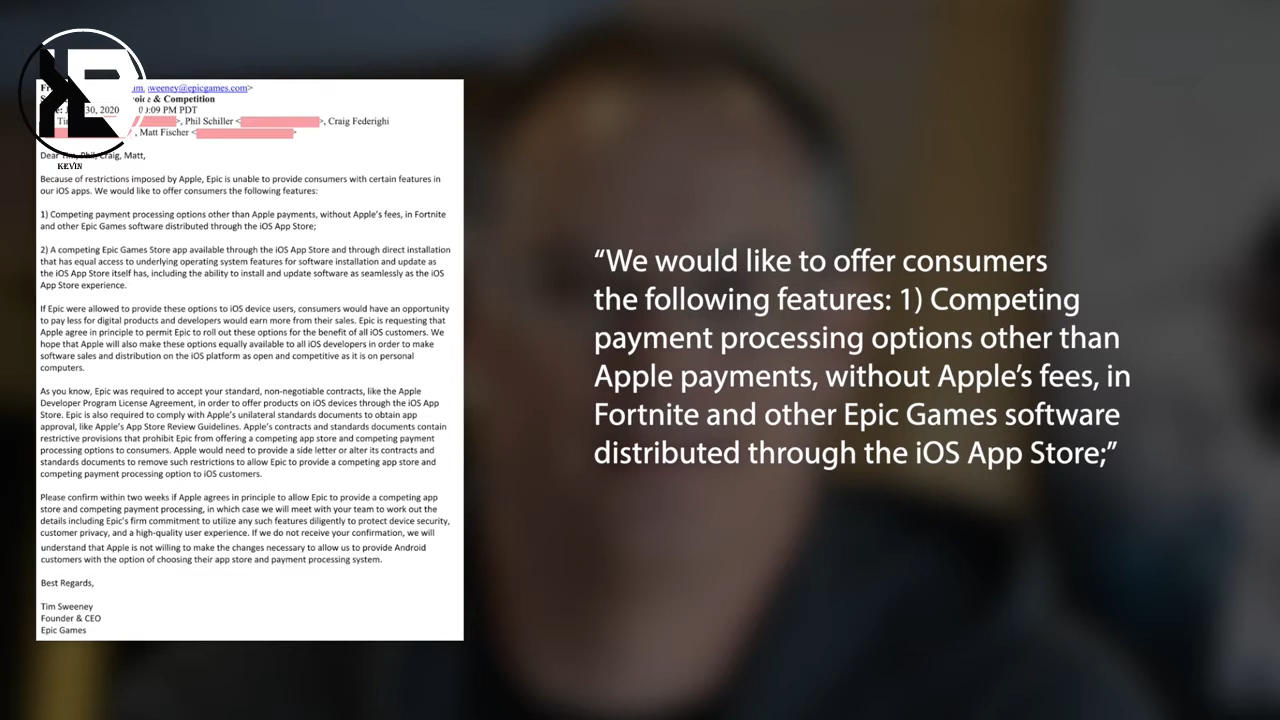 KEVIN
sweeney@epicgames.com>
& Competition
30, 2020 :09 PM PDT
>, Phil Schiller < >, Craig Federighi
, Matt Fischer < >
Dear Tim, Phil, Craig, Matt,
Because of restrictions imposed by Apple, Epic is unable to provide consumers with certain features in
our iOS apps. We would like to offer consumers the following features:
1) Competing payment processing options other than Apple payments, without Apple's fees, in Fortnite
and other Epic Games software distributed through the iOS App Store;
2) A competing Epic Games Store app available through the iOS App Store and through direct installation
that has equal access to underlying operating system features for software installation and update as
the iOS App Store itself has, including the ability to install and update software as seamlessly as the iOS
App Store experience.
If Epic were allowed to provide these options to iOS device users, consumers would have an opportunity
to pay less for digital products and developers would earn more from their sales. Epic is requesting that
Apple agree in principle to permit Epic to roll out these options for the benefit of all iOS customers. We
hope that Apple will also make these options equally available to all iOS developers in order to make
software sales and distribution on the iOS platform as open and competitive as it is on personal
computers.
As you know, Epic was required to accept your standard, non-negotiable contracts, like the Apple
Developer Program License Agreement, in order to offer products on iOS devices through the iOS App
Store. Epic is also required to comply with Apple's unilateral standards documents to obtain app
approval, like Apple's App Store Review Guidelines. Apple's contracts and standards documents contain
restrictive provisions that prohibit Epic from offering a competing app store and competing payment
processing options to consumers. Apple would need to provide a side letter or alter its contracts and
standards documents to remove such restrictions to allow Epic to provide a competing app store and
competing payment processing option to iOS customers.
Please confirm within two weeks if Apple agrees in principle to allow Epic to provide a competing app
store and competing payment processing, in which case we will meet with your team to work out the
details including Epic's firm commitment to utilize any such features diligently to protect device security,
customer privacy, and a high-quality user experience. If we do not receive your confirmation, we will
understand that Apple is not willing to make the changes necessary to allow us to provide Android
customers with the option of choosing their app store and payment processing system.
Best Regards,
Tim Sweeney
Founder & CEO
Epic Games
“We would like to offer consumers
the following features: 1) Competing
payment processing options other than
Apple payments, without Apple’s fees, in
Fortnite and other Epic Games software
distributed through the iOS App Store;”